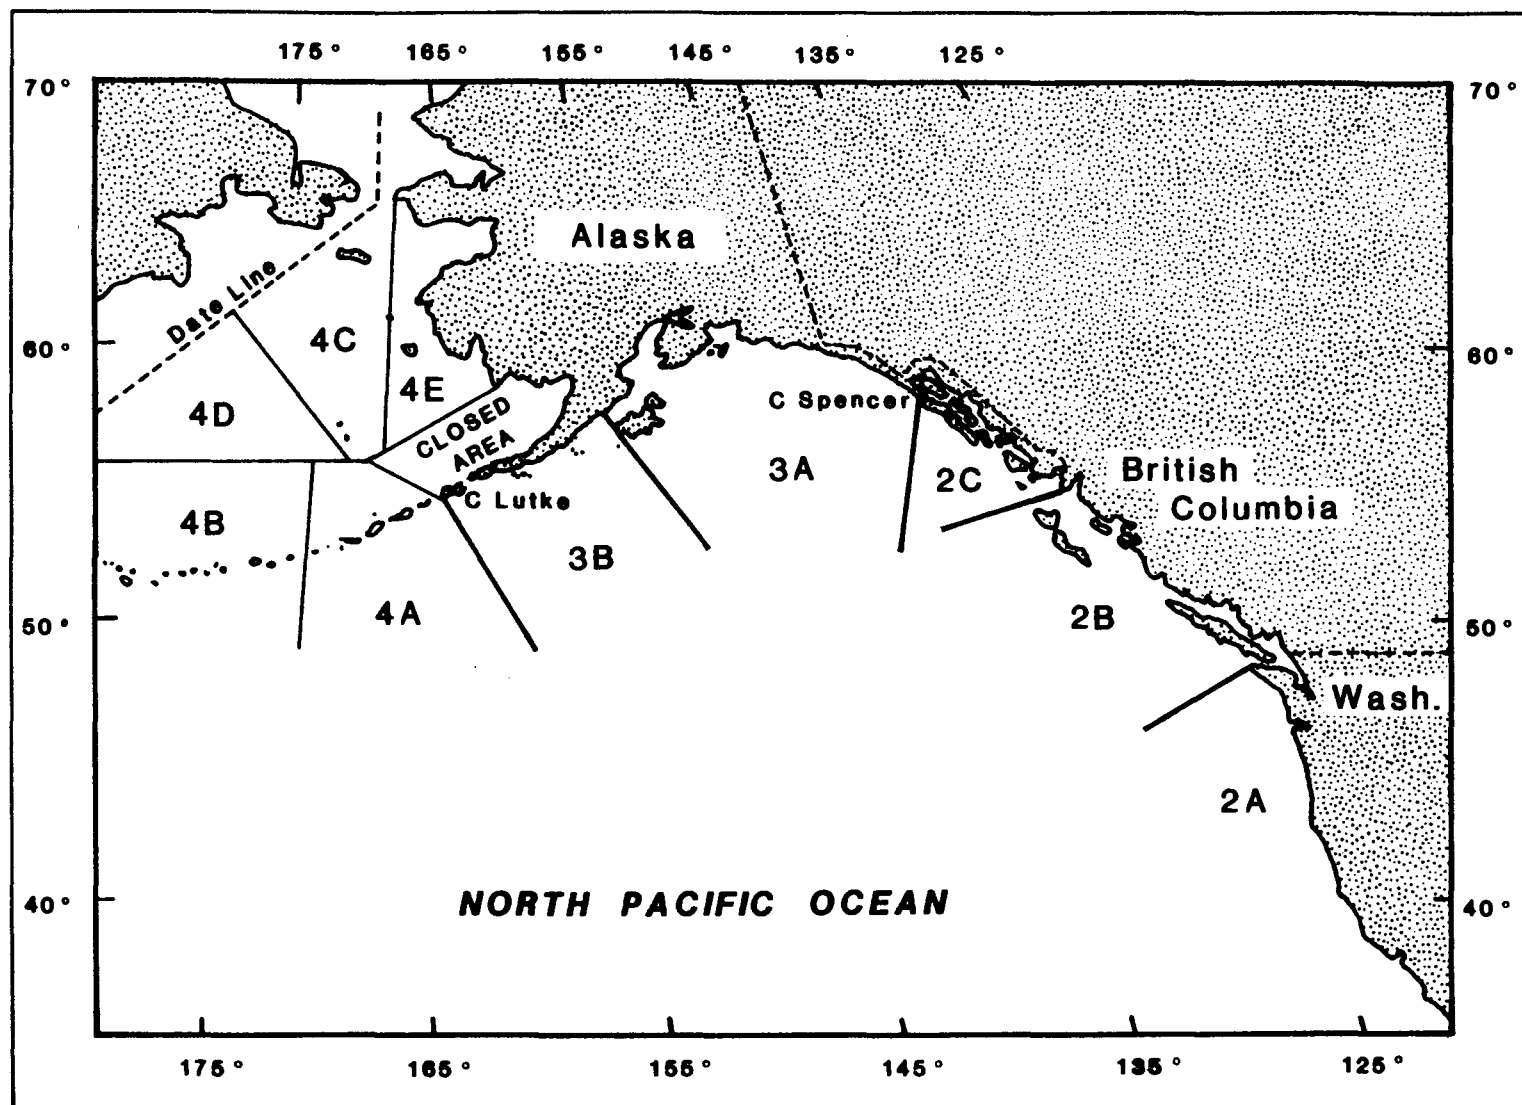 175° 165° 155° 145° 135° 125°
70° 70°
Alaska
Date Line
4C
60° 60°
4E
C Spencer
4D
CLOSED
AREA
3A
2C
British
Columbia
C Lutke
4B
3B
4A
2B
50° 50°
Wash.
2A
NORTH PACIFIC OCEAN
40° 40°
175° 165° 155° 145° 135° 125°